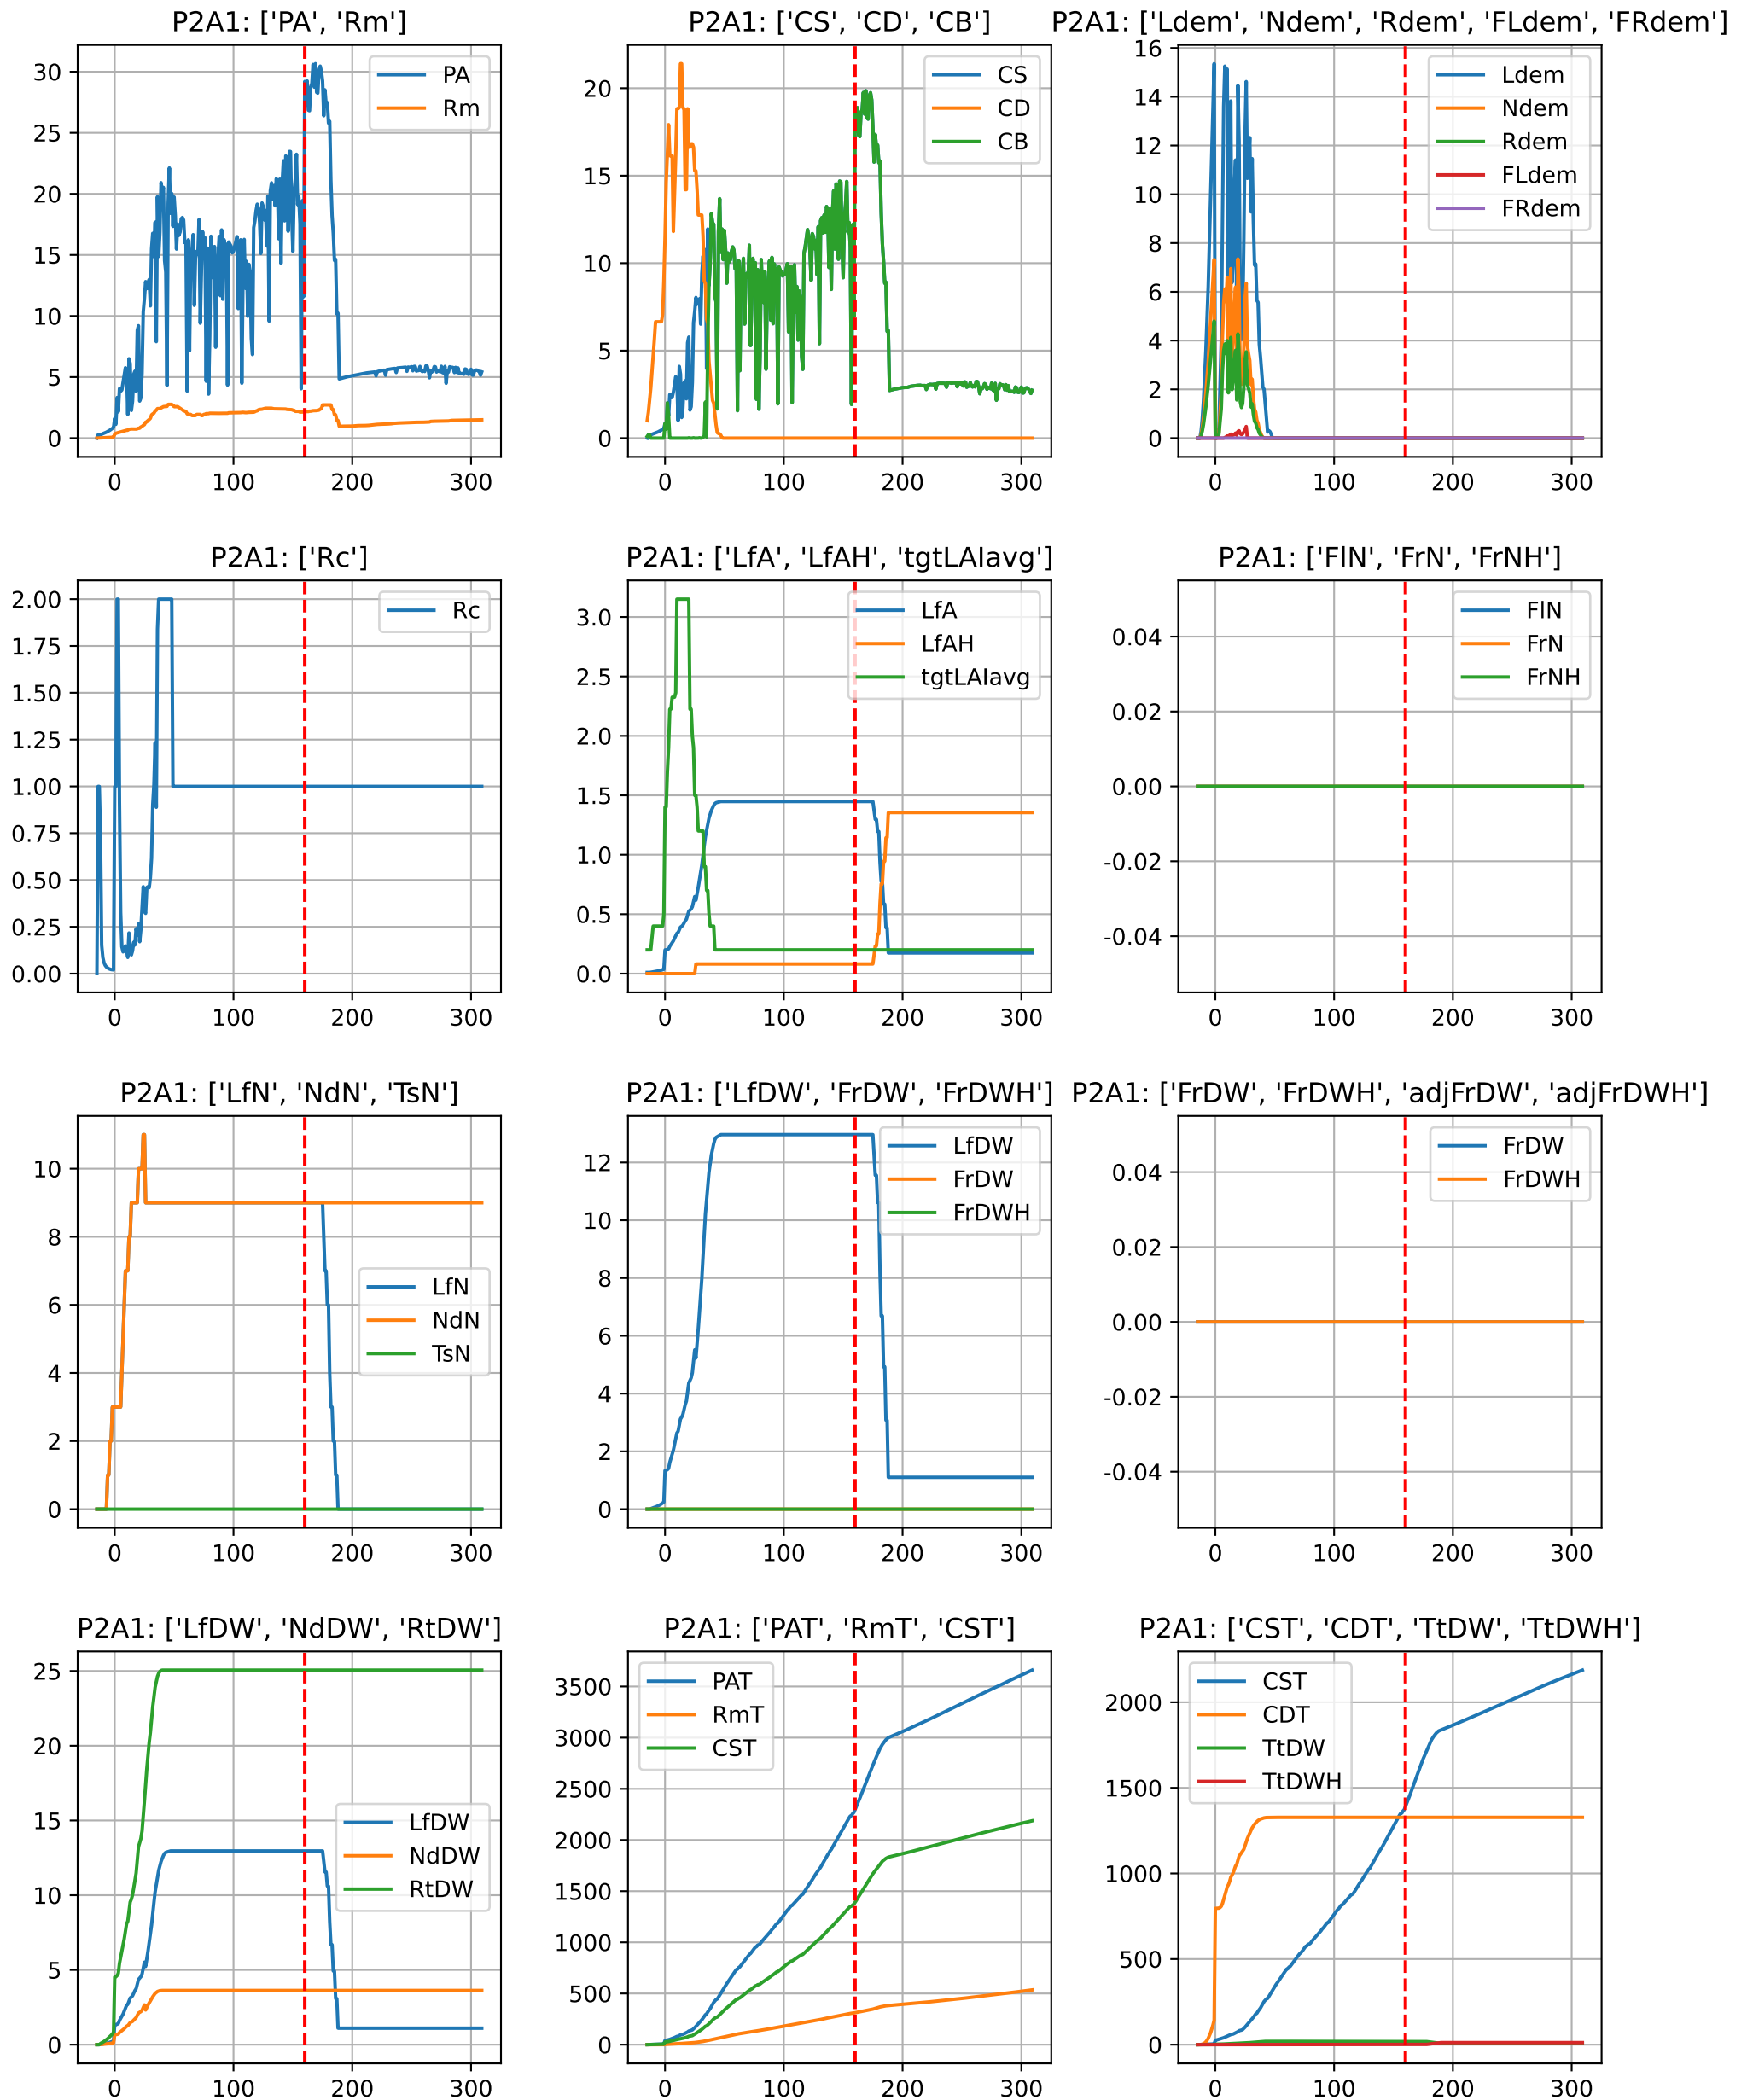 P2A1: ['PA', 'Rm']
30
25
20
15
10
5
0
0 100 200 300
PA
Rm
P2A1: ['CS', 'CD', 'CB']
20
15
10
5
0
0 100 200 300
CS
CD
CB
P2A1: ['Ldem', 'Ndem', 'Rdem', 'FLdem', 'FRdem']
16
14
12
10
8
6
4
2
0
0 100 200 300
Ldem
Ndem
Rdem
FLdem
FRdem
P2A1: ['Rc']
2.00
1.75
1.50
1.25
1.00
0.75
0.50
0.25
0.00
0 100 200 300
Rc
P2A1: ['LfA', 'LfAH', 'tgtLAIavg']
3.0
2.5
2.0
1.5
1.0
0.5
0.0
0 100 200 300
LfA
LfAH
tgtLAIavg
P2A1: ['FlN', 'FrN', 'FrNH']
0.04
0.02
0.00
-0.02
-0.04
0 100 200 300
FlN
FrN
FrNH
P2A1: ['LfN', 'NdN', 'TsN']
10
8
6
4
2
0
0 100 200 300
LfN
NdN
TsN
P2A1: ['LfDW', 'FrDW', 'FrDWH']
12
10
8
6
4
2
0
0 100 200 300
LfDW
FrDW
FrDWH
P2A1: ['FrDW', 'FrDWH', 'adjFrDW', 'adjFrDWH']
0.04
0.02
0.00
-0.02
-0.04
0 100 200 300
FrDW
FrDWH
P2A1: ['LfDW', 'NdDW', 'RtDW']
25
20
15
10
5
0
0 100 200 300
LfDW
NdDW
RtDW
P2A1: ['PAT', 'RmT', 'CST']
3500
3000
2500
2000
1500
1000
500
0
0 100 200 300
PAT
RmT
CST
P2A1: ['CST', 'CDT', 'TtDW', 'TtDWH']
2000
1500
1000
500
0
0 100 200 300
CST
CDT
TtDW
TtDWH